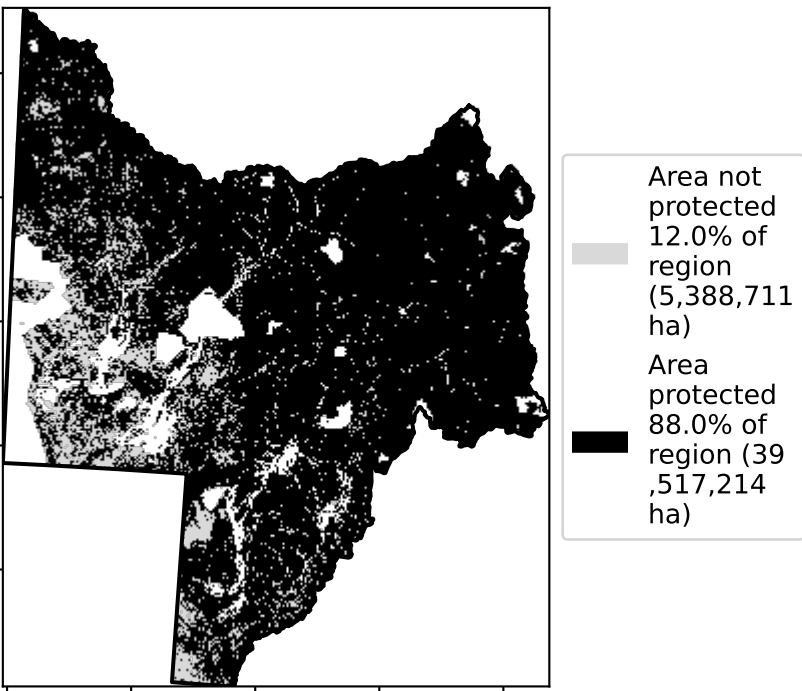 Area not
protected
12.0% of
region
(5,388,711
ha)
Area
protected
88.0% of
region (39
,517,214
ha)